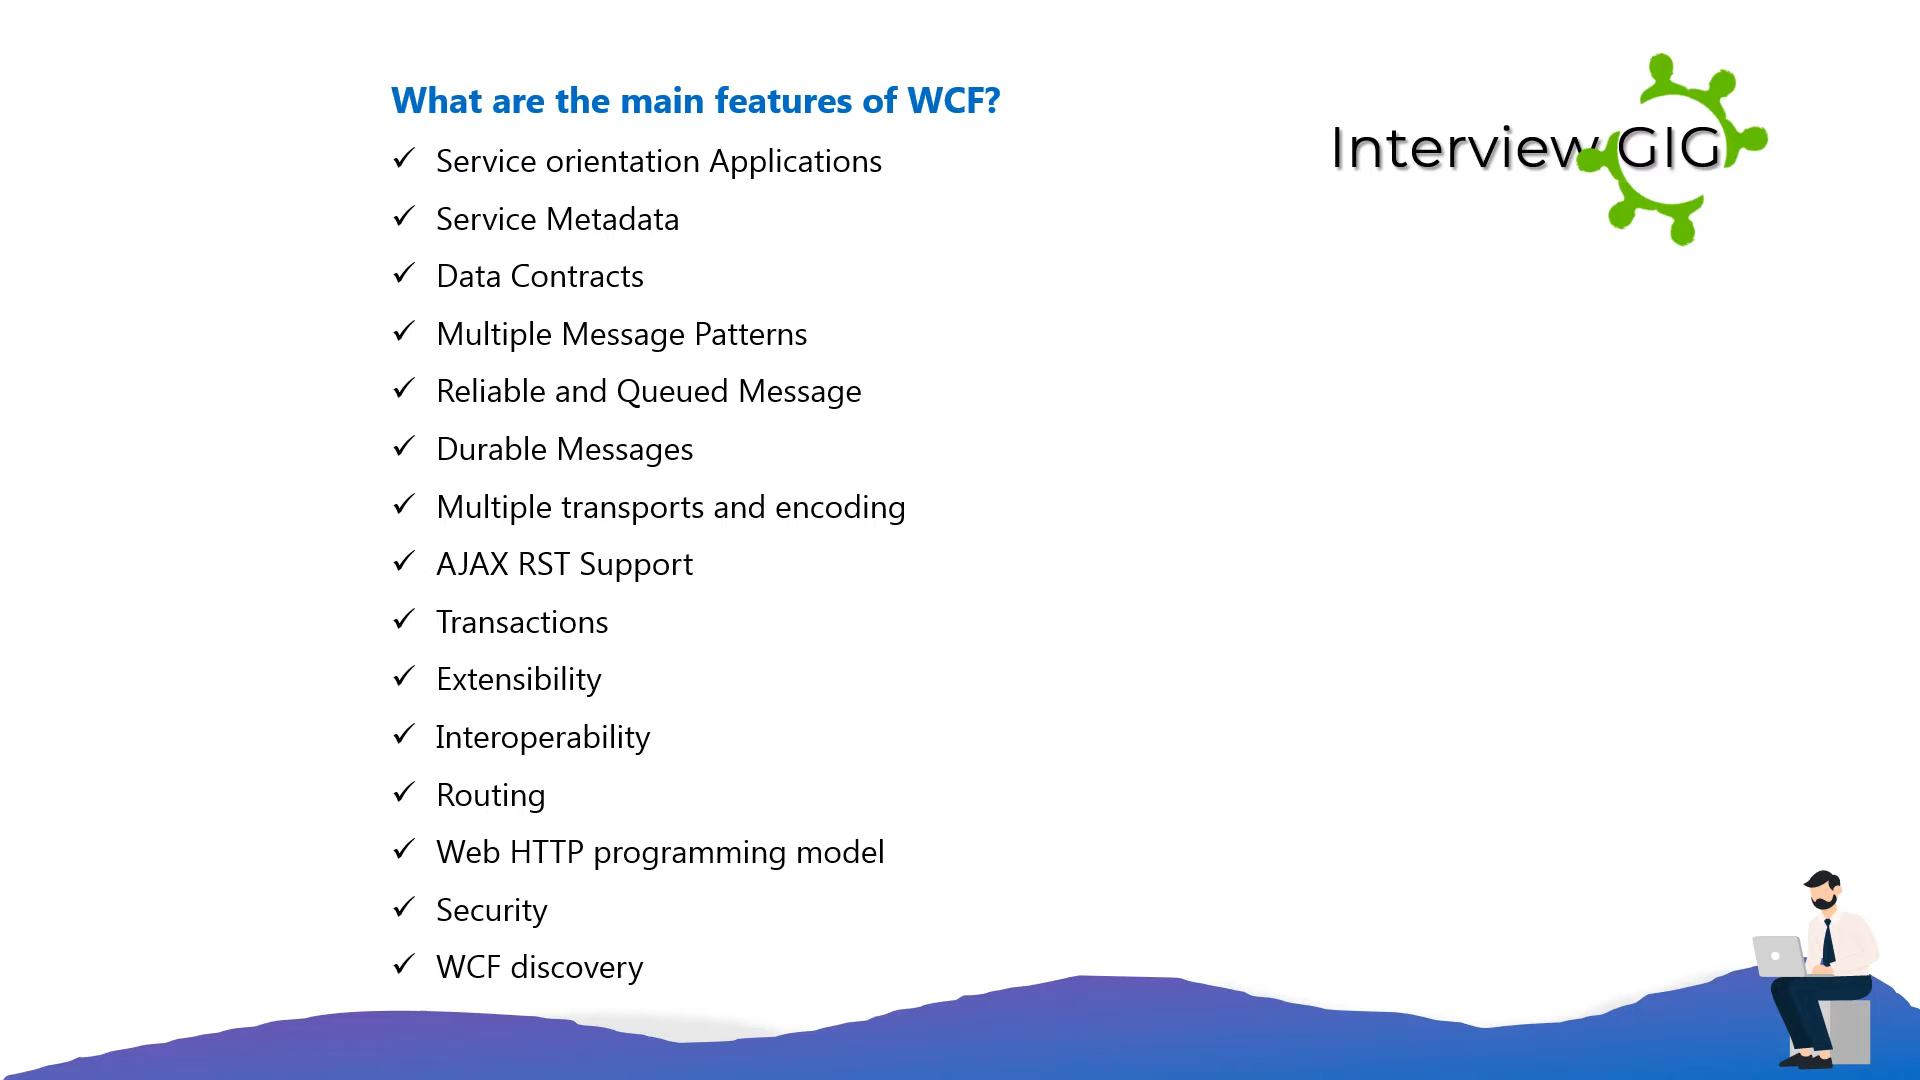 What are the main features of WCF?
✓ Service orientation Applications
✓ Service Metadata
✓ Data Contracts
✓ Multiple Message Patterns
✓ Reliable and Queued Message
✓ Durable Messages
✓ Multiple transports and encoding
✓ AJAX RST Support
✓ Transactions
✓ Extensibility
✓ Interoperability
✓ Routing
✓ Web HTTP programming model
✓ Security
✓ WCF discovery
Interview GIG